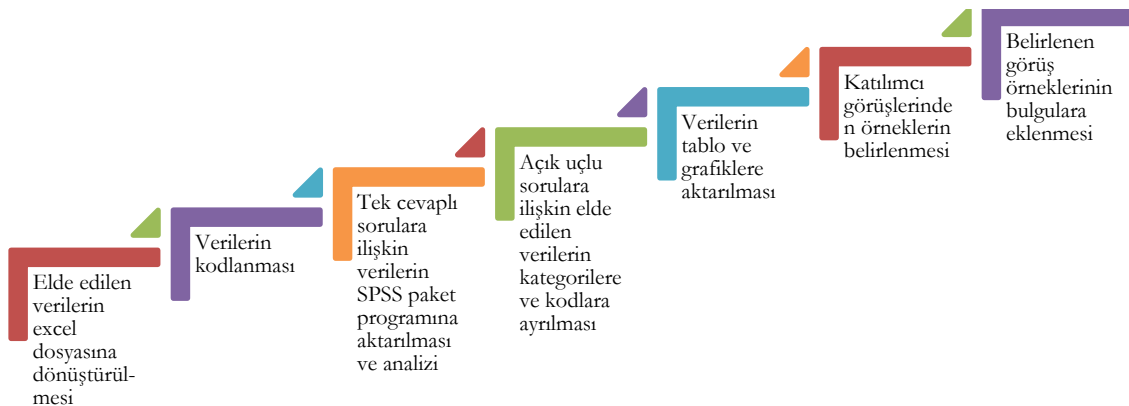 Elde edilen
verilerin
excel
dosyasına
dönüştürül-
mesi
Verilerin
kodlanması
Tek cevaplı
sorulara
ilişkin
verilerin
SPSS paket
programına
aktarılması
ve analizi
Açık uçlu
sorulara
ilişkin elde
edilen
verilerin
kategorilere
ve kodlara
ayrılması
Verilerin
tablo ve
grafiklere
aktarılması
Katılımcı
görüşlerinde
n örneklerin
belirlenmesi
Belirlenen
görüş
örneklerinin
bulgulara
eklenmesi